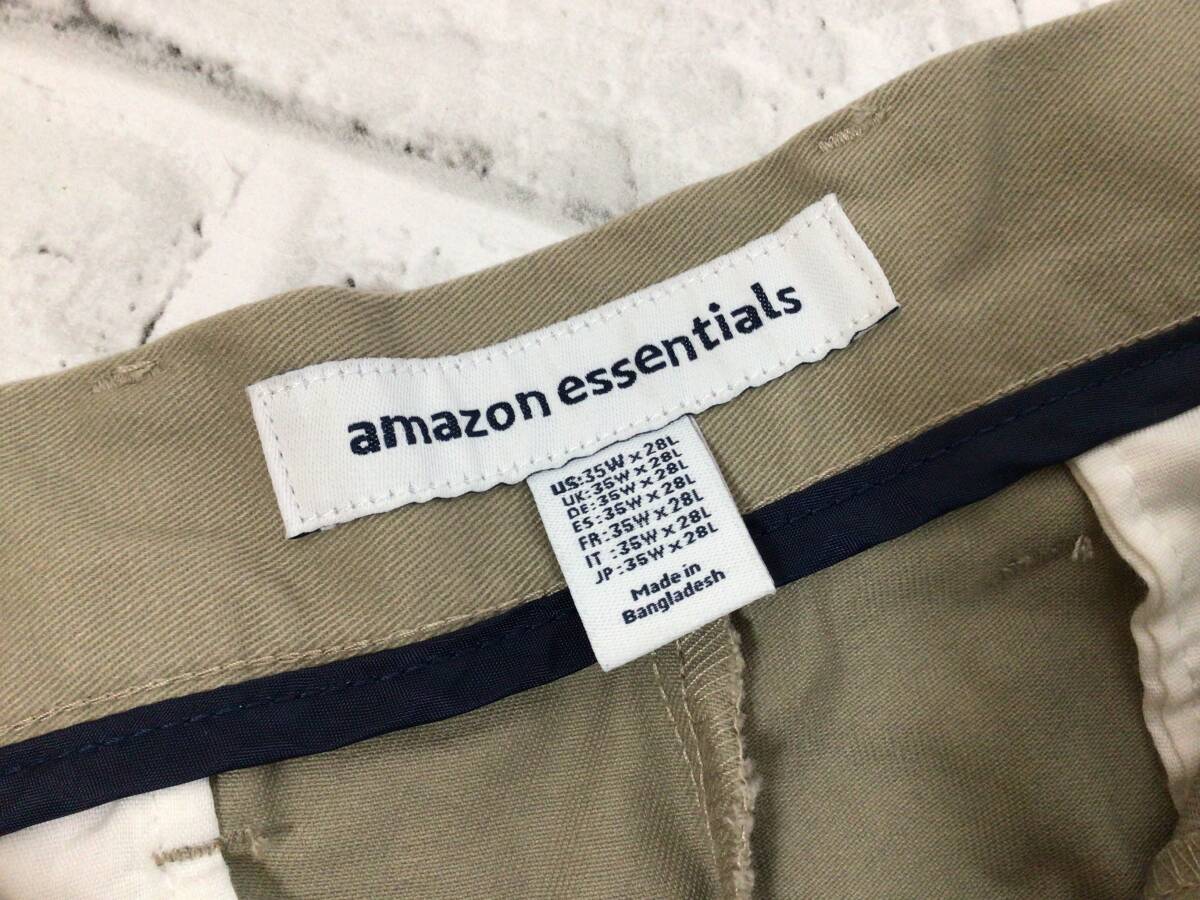 amazon essentials
US:35W x 28L
UK:35W x 28L
DE:35W x 28L
ES:35W x 28L
FR:35W x 28L
IT :35W x 28L
JP:35W x 28L
Made in
Bangladesh